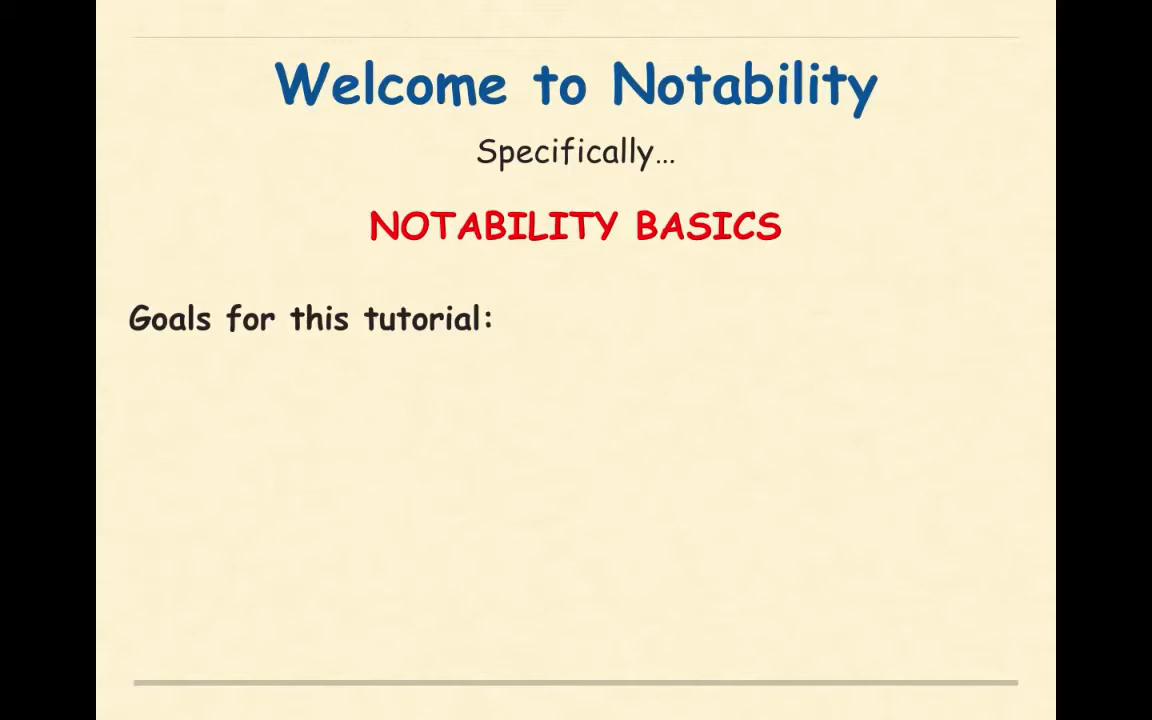 Welcome to Notability
Specifically…
NOTABILITY BASICS
Goals for this tutorial: